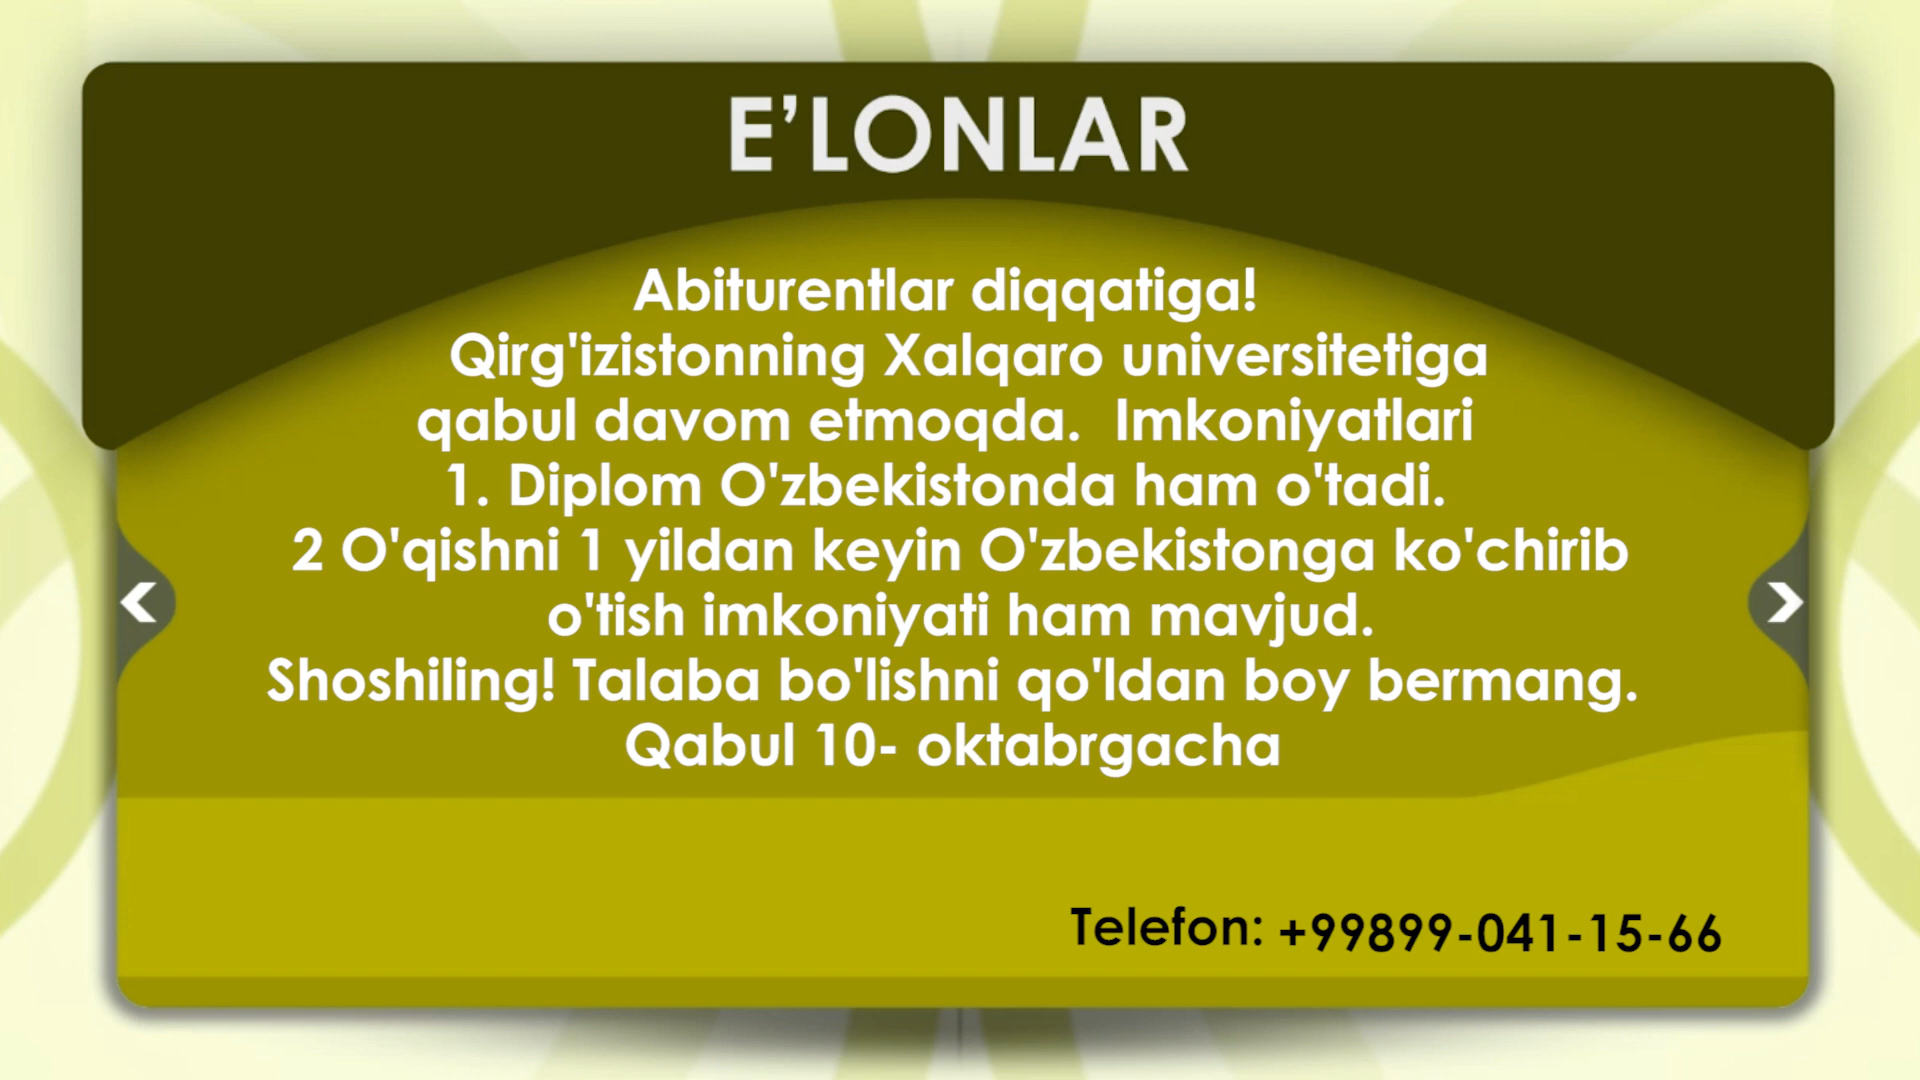 E’LONLAR
Abiturentlar diqqatiga!
Qirg'izistonning Xalqaro universitetiga
qabul davom etmoqda.  Imkoniyatlari
1. Diplom O'zbekistonda ham o'tadi.
2 O'qishni 1 yildan keyin O'zbekistonga ko'chirib
o'tish imkoniyati ham mavjud.
Shoshiling! Talaba bo'lishni qo'ldan boy bermang.
Qabul 10- oktabrgacha
Telefon: +99899-041-15-66